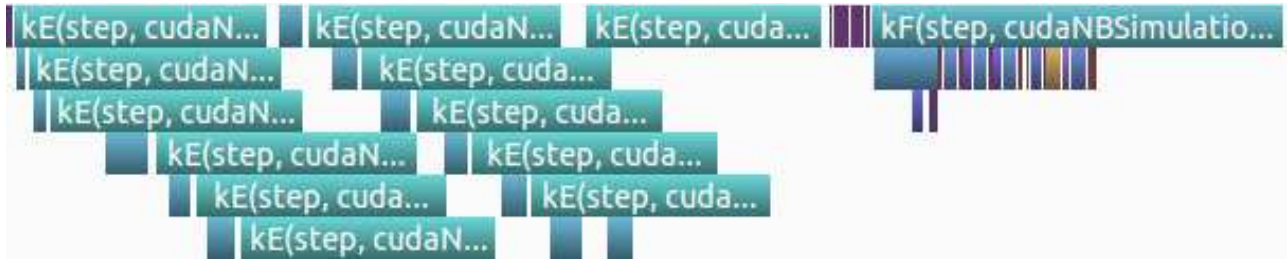 kE(step, cudaN... kE(step, cudaN... kE(step, cuda... kF(step, cudaNBSimulatio...
kE(step, cudaN... kE(step, cuda...
kE(step, cudaN... kE(step, cuda...
kE(step, cudaN... kE(step, cuda...
kE(step, cuda... kE(step, cuda...
kE(step, cudaN...